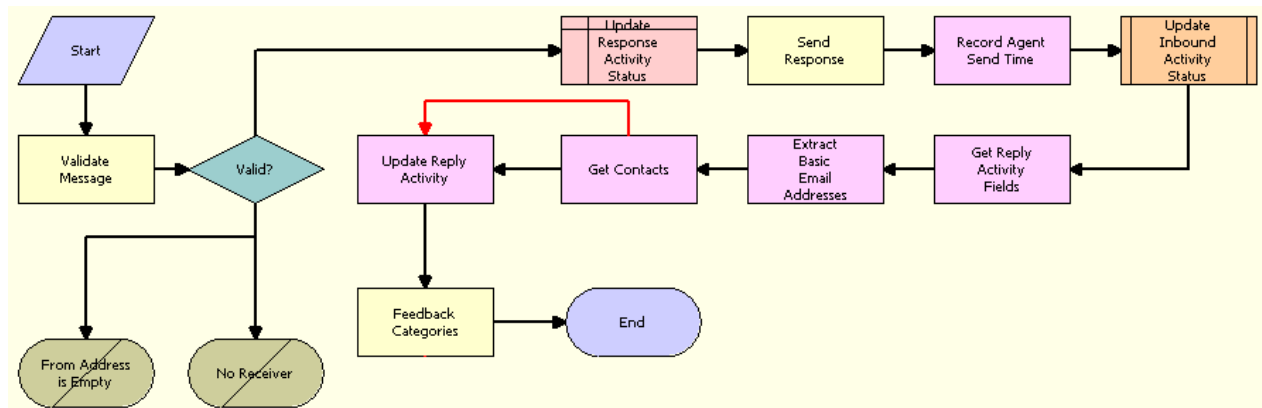 Start
Update
Response
Activity
Status
Send
Response
Record Agent
Send Time
Update
Inbound
Activity
Status
Validate
Message
Valid?
Update Reply
Activity
Get Contacts
Extract
Basic
Email
Addresses
Get Reply
Activity
Fields
Feedback
Categories
End
From Address
is Empty
No Receiver